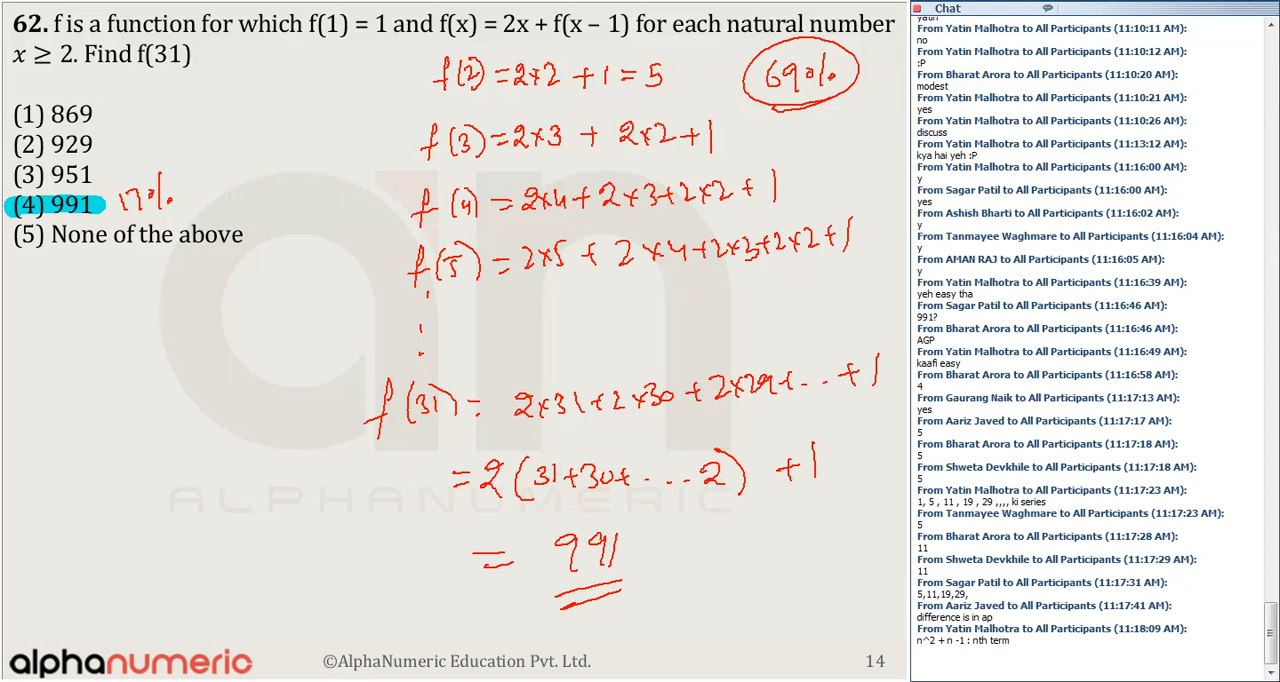 62. f is a function for which f(1) = 1 and f(x) = 2x + f(x – 1) for each natural number
x ≥ 2. Find f(31)
(1) 869
(2) 929
(3) 951
(4) 991
17%
(5) None of the above
f(2) = 2×2 + 1 = 5
69%
f(3) = 2×3 + 2×2 + 1
f(4) = 2×4 + 2×3 + 2×2 + 1
f(5) = 2×5 + 2×4 + 2×3 + 2×2 + 1
f(31) = 2×31 + 2×30 + 2×29 + .. + 1
= 2(31+30+ ... 2) + 1
= 991
an
ALPHANUMERIC
alphanumeric
©AlphaNumeric Education Pvt. Ltd.
14
Chat
yatin
From Yatin Malhotra to All Participants (11:10:11 AM):
no
From Yatin Malhotra to All Participants (11:10:12 AM):
:P
From Bharat Arora to All Participants (11:10:20 AM):
modest
From Yatin Malhotra to All Participants (11:10:21 AM):
yes
From Yatin Malhotra to All Participants (11:10:26 AM):
discuss
From Yatin Malhotra to All Participants (11:13:12 AM):
kya hai yeh :P
From Yatin Malhotra to All Participants (11:16:00 AM):
y
From Sagar Patil to All Participants (11:16:00 AM):
yes
From Ashish Bharti to All Participants (11:16:02 AM):
y
From Tanmayee Waghmare to All Participants (11:16:04 AM):
y
From AMAN RAJ to All Participants (11:16:05 AM):
y
From Yatin Malhotra to All Participants (11:16:39 AM):
yeh easy tha
From Sagar Patil to All Participants (11:16:46 AM):
991?
From Bharat Arora to All Participants (11:16:46 AM):
AGP
From Yatin Malhotra to All Participants (11:16:49 AM):
kaafi easy
From Bharat Arora to All Participants (11:16:58 AM):
4
From Gaurang Naik to All Participants (11:17:13 AM):
yes
From Aariz Javed to All Participants (11:17:17 AM):
5
From Bharat Arora to All Participants (11:17:18 AM):
5
From Shweta Devkhile to All Participants (11:17:18 AM):
5
From Yatin Malhotra to All Participants (11:17:23 AM):
1, 5 , 11 , 19 , 29 ,,,, ki series
From Tanmayee Waghmare to All Participants (11:17:23 AM):
5
From Bharat Arora to All Participants (11:17:28 AM):
11
From Shweta Devkhile to All Participants (11:17:29 AM):
11
From Sagar Patil to All Participants (11:17:31 AM):
5,11,19,29,
From Aariz Javed to All Participants (11:17:41 AM):
difference is in ap
From Yatin Malhotra to All Participants (11:18:09 AM):
n^2 + n -1 : nth term